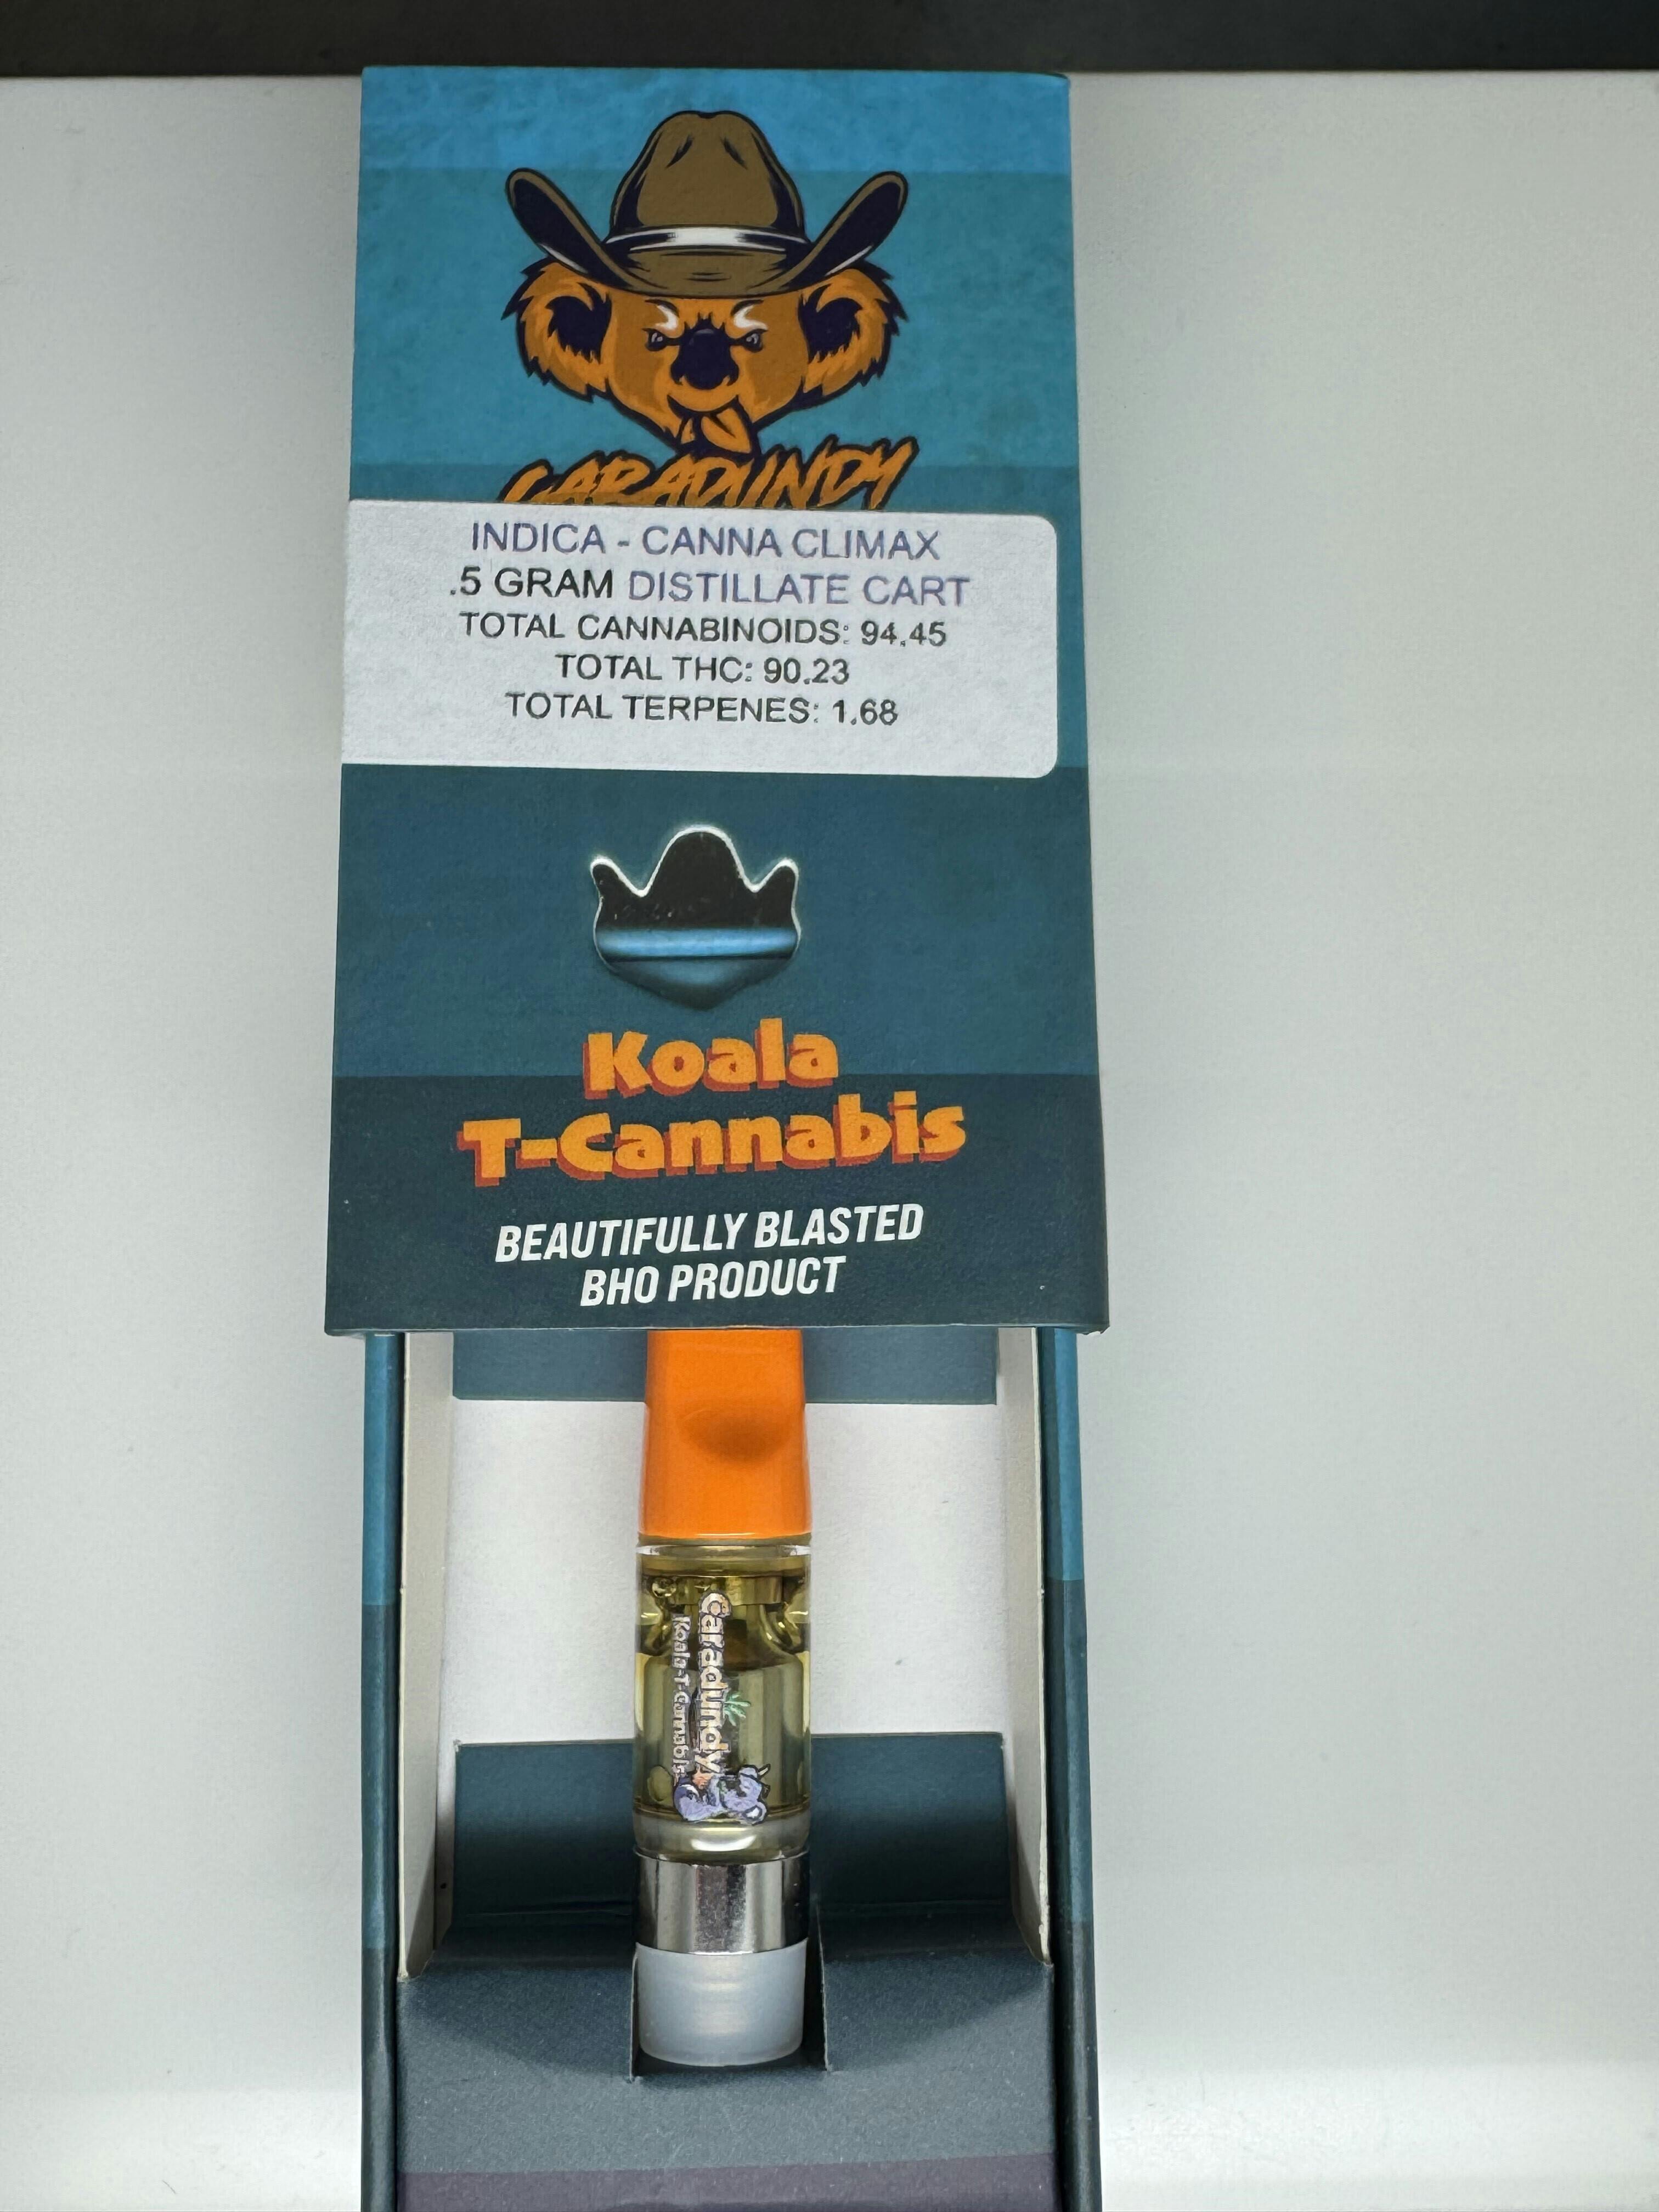 CARADUNDY
INDICA - CANNA CLIMAX
.5 GRAM DISTILLATE CART
TOTAL CANNABINOIDS: 94.45
TOTAL THC: 90.23
TOTAL TERPENES: 1.68
Koala
T-Cannabis
BEAUTIFULLY BLASTED
BHO PRODUCT
Caradundy
Koala-T-Cannabis